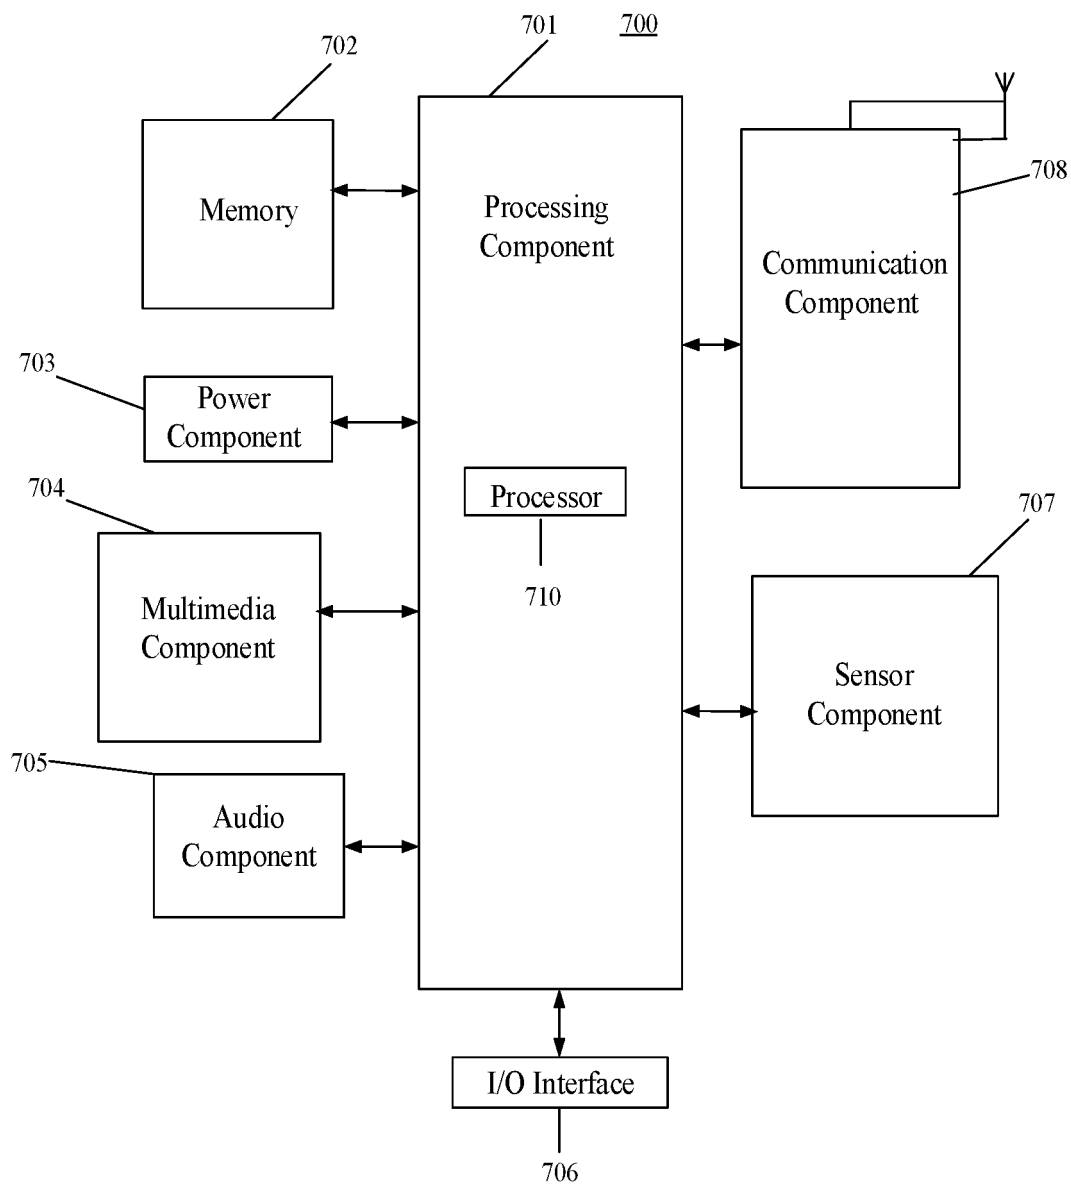 701
700
702
Memory
Processing
Component
708
Communication
Component
703
Power
Component
704
Processor
710
707
Multimedia
Component
Sensor
Component
705
Audio
Component
I/O Interface
706